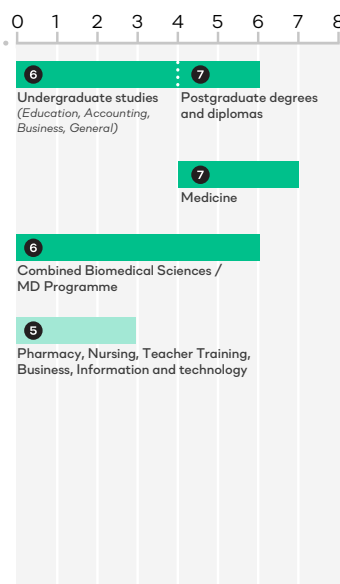 0 1 2 3 4 5 6 7 8
6 7
Undergraduate studies
(Education, Accounting,
Business, General)
Postgraduate degrees
and diplomas
7
Medicine
6
Combined Biomedical Sciences /
MD Programme
5
Pharmacy, Nursing, Teacher Training,
Business, Information and technology